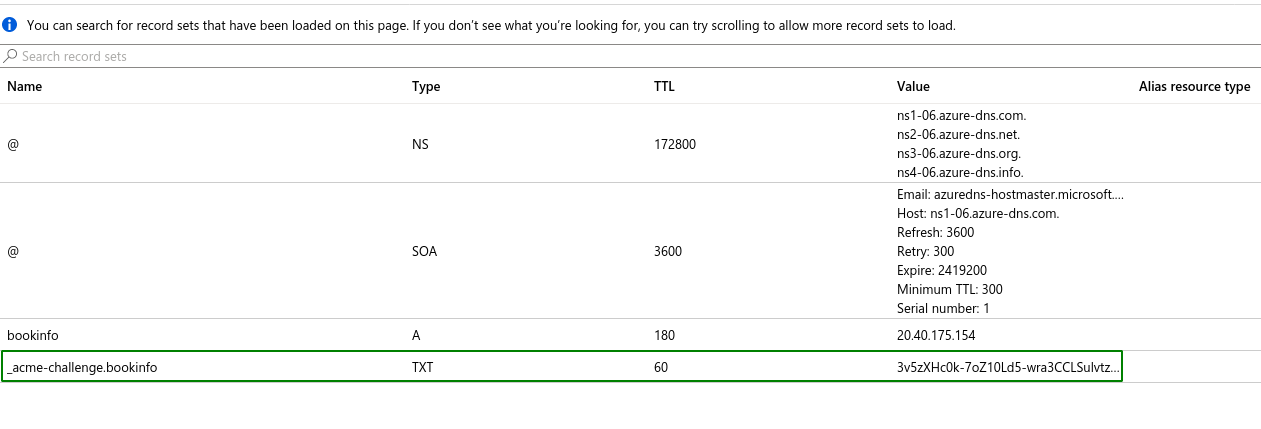 You can search for record sets that have been loaded on this page. If you don't see what you're looking for, you can try scrolling to allow more record sets to load.
Search record sets
Name Type TTL Value Alias resource type
@ NS 172800 ns1-06.azure-dns.com.
ns2-06.azure-dns.net.
ns3-06.azure-dns.org.
ns4-06.azure-dns.info.
@ SOA 3600 Email: azuredns-hostmaster.microsoft....
Host: ns1-06.azure-dns.com.
Refresh: 3600
Retry: 300
Expire: 2419200
Minimum TTL: 300
Serial number: 1
bookinfo A 180 20.40.175.154
_acme-challenge.bookinfo TXT 60 3v5zXHc0k-7oZ10Ld5-wra3CCLSulvtz...